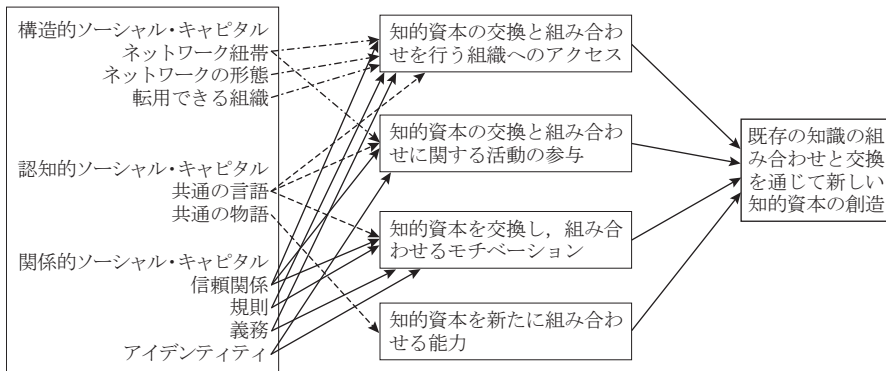 構造的ソーシャル・キャピタル
ネットワーク紐帯
ネットワークの形態
転用できる組織
認知的ソーシャル・キャピタル
共通の言語
共通の物語
関係的ソーシャル・キャピタル
信頼関係
規則
義務
アイデンティティ
知的資本の交換と組み合わ
せを行う組織へのアクセス
知的資本の交換と組み合わ
せに関する活動の参与
知的資本を交換し，組み合
わせるモチベーション
知的資本を新たに組み合わ
せる能力
既存の知識の組
み合わせと交換
を通じて新しい
知的資本の創造